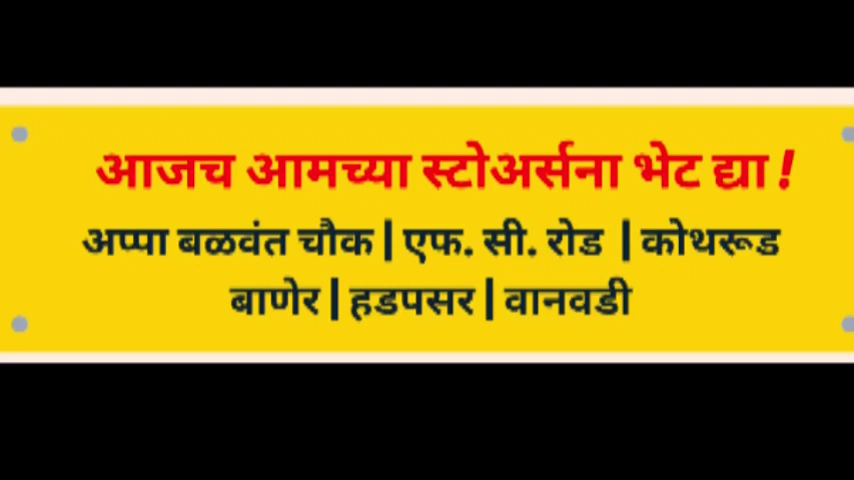 आजच आमच्या स्टोअर्सना भेट द्या!
अप्पा बळवंत चौक | एफ. सी. रोड | कोथरूड
बाणेर | हडपसर | वानवडी